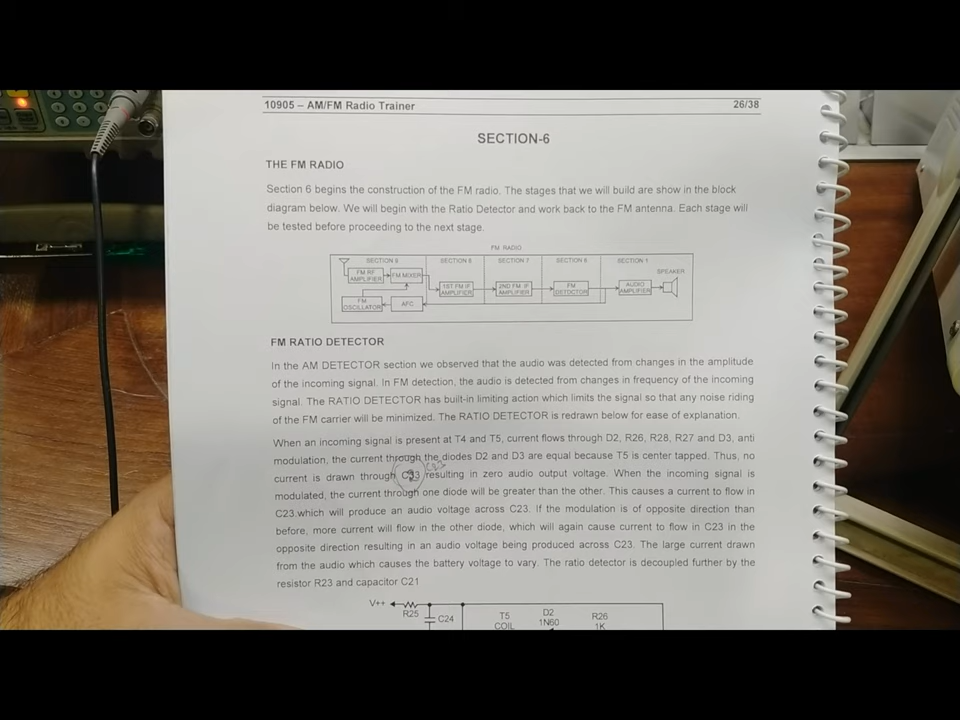 10905 – AM/FM Radio Trainer 26/38
SECTION-6
THE FM RADIO
Section 6 begins the construction of the FM radio. The stages that we will build are show in the block
diagram below. We will begin with the Ratio Detector and work back to the FM antenna. Each stage will
be tested before proceeding to the next stage.
FM RADIO
SECTION 9 SECTION 8 SECTION 7 SECTION 6 SECTION 1
SPEAKER
FM RF
AMPLIFIER
FM MIXER
1ST FM IF
AMPLIFIER
2ND FM IF
AMPLIFIER
FM
DETDCTOR
AUDIO
AMPLIFIER
FM
OSCILLATOR
AFC
FM RATIO DETECTOR
In the AM DETECTOR section we observed that the audio was detected from changes in the amplitude
of the incoming signal. In FM detection, the audio is detected from changes in frequency of the incoming
signal. The RATIO DETECTOR has built-in limiting action which limits the signal so that any noise riding
of the FM carrier will be minimized. The RATIO DETECTOR is redrawn below for ease of explanation.
When an incoming signal is present at T4 and T5, current flows through D2, R26, R28, R27 and D3, anti
modulation, the current through the diodes D2 and D3 are equal because T5 is center tapped. Thus, no
C23
current is drawn through resulting in zero audio output voltage. When the incoming signal is
modulated, the current through one diode will be greater than the other. This causes a current to flow in
C23,which will produce an audio voltage across C23. If the modulation is of opposite direction than
before, more current will flow in the other diode, which will again cause current to flow in C23 in the
opposite direction resulting in an audio voltage being produced across C23. The large current drawn
from the audio which causes the battery voltage to vary. The ratio detector is decoupled further by the
resistor R23 and capacitor C21
V++
R25
C24
T5
COIL
D2
1N60
R26
1K